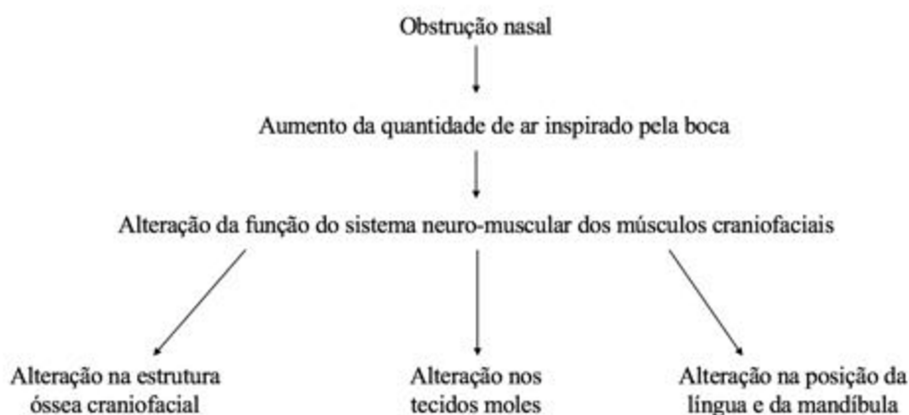 Obstrução nasal
Aumento da quantidade de ar inspirado pela boca
Alteração da função do sistema neuro-muscular dos músculos craniofaciais
Alteração na estrutura
óssea craniofacial
Alteração nos
tecidos moles
Alteração na posição da
língua e da mandíbula